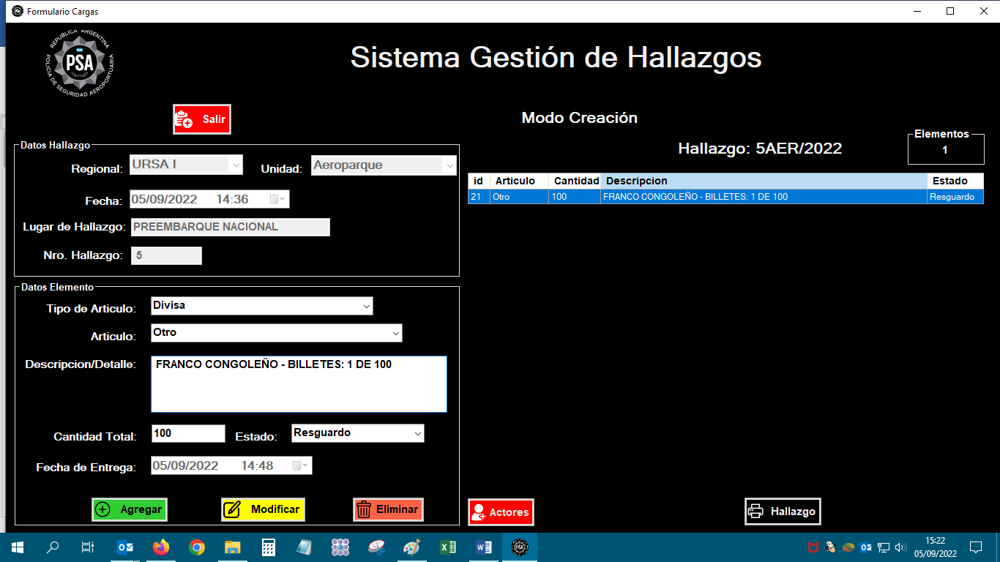 Formulario Cargas
REPUBLICA ARGENTINA
PSA
POLICIA DE SEGURIDAD AEROPORTUARIA
Sistema Gestión de Hallazgos
Salir
Modo Creación
Datos Hallazgo
Hallazgo: 5AER/2022
Elementos
1
Regional: URSA I Unidad: Aeroparque
Fecha: 05/09/2022 14:36
Lugar de Hallazgo: PREEMBARQUE NACIONAL
Nro. Hallazgo: 5
id Articulo Cantidad Descripcion Estado
21 Otro 100 FRANCO CONGOLEÑO - BILLETES: 1 DE 100 Resguardo
Datos Elemento
Tipo de Articulo: Divisa
Articulo: Otro
Descripcion/Detalle: FRANCO CONGOLEÑO - BILLETES: 1 DE 100
Cantidad Total: 100 Estado: Resguardo
Fecha de Entrega: 05/09/2022 14:48
Agregar Modificar Eliminar
Actores
Hallazgo
15:22
05/09/2022